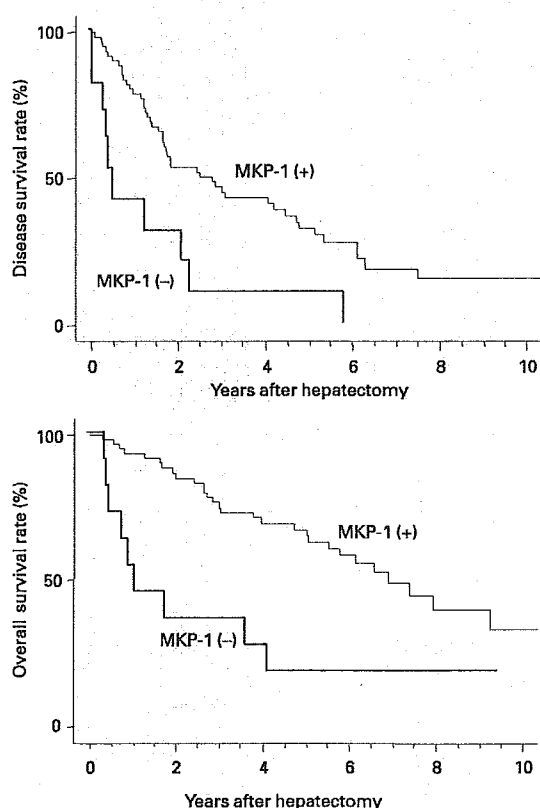 100
50
0
Disease survival rate (%)
MKP-1 (+)
MKP-1 (–)
0 2 4 6 8 10
Years after hepatectomy
100
50
0
Overall survival rate (%)
MKP-1 (+)
MKP-1 (–)
0 2 4 6 8 10
Years after hepatectomy